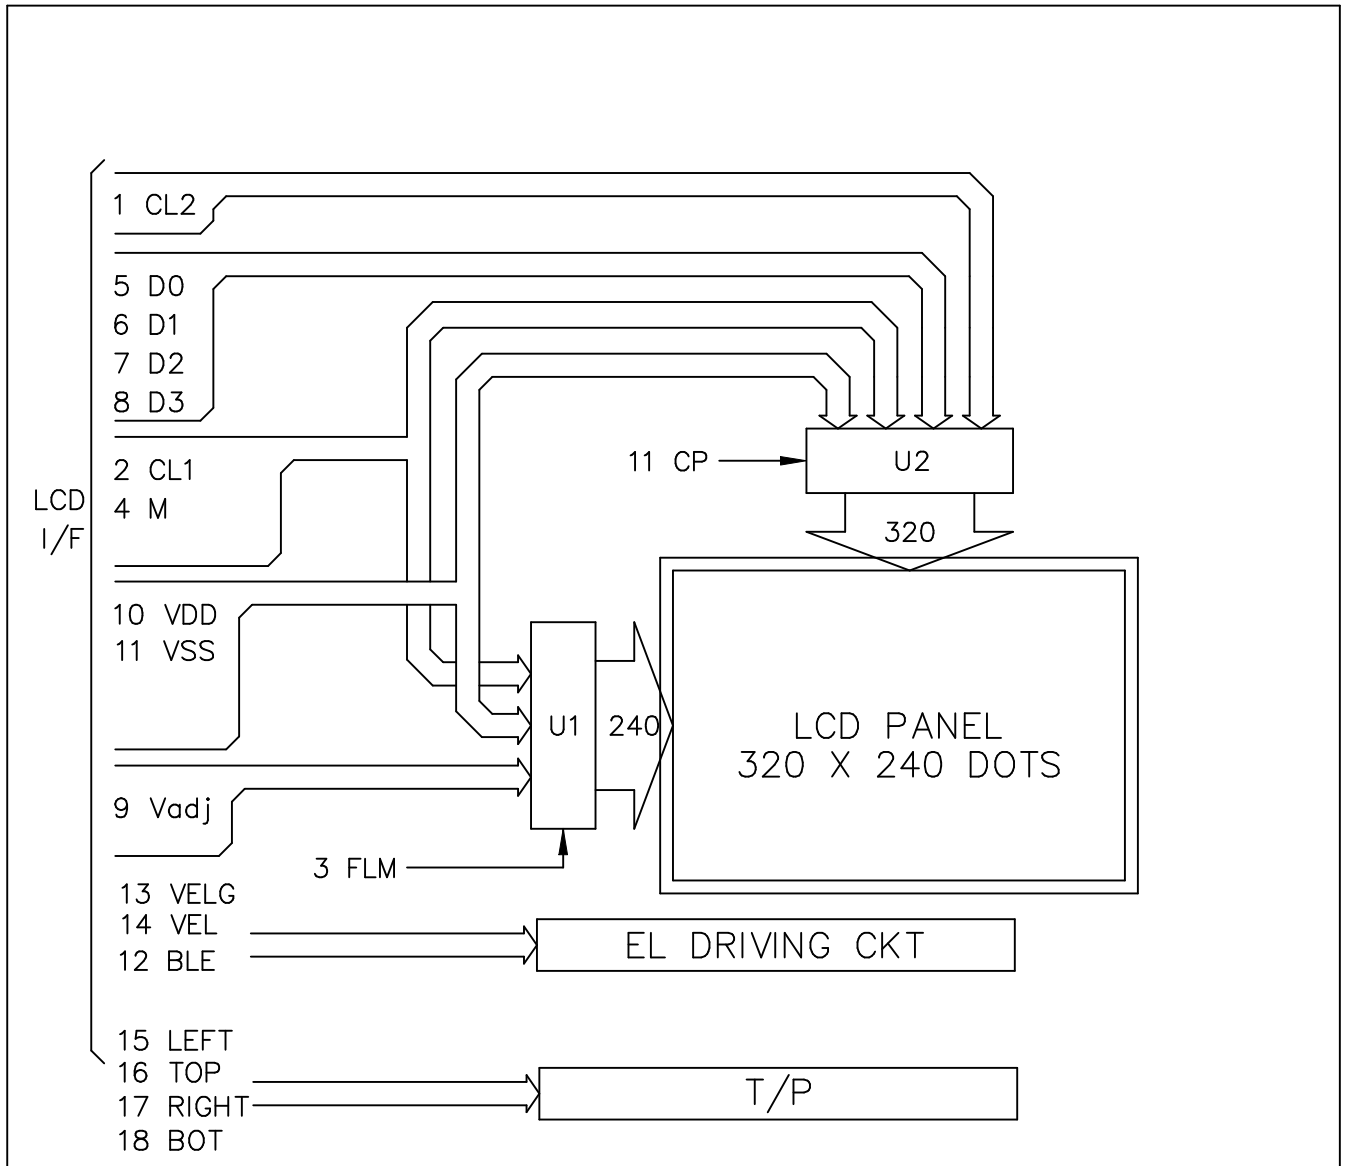 1 CL2
5 D0
6 D1
7 D2
8 D3
2 CL1
4 M
LCD
I/F
10 VDD
11 VSS
9 Vadj
3 FLM
13 VELG
14 VEL
12 BLE
15 LEFT
16 TOP
17 RIGHT
18 BOT
11 CP
U2
320
U1
240
LCD PANEL
320 X 240 DOTS
EL DRIVING CKT
T/P